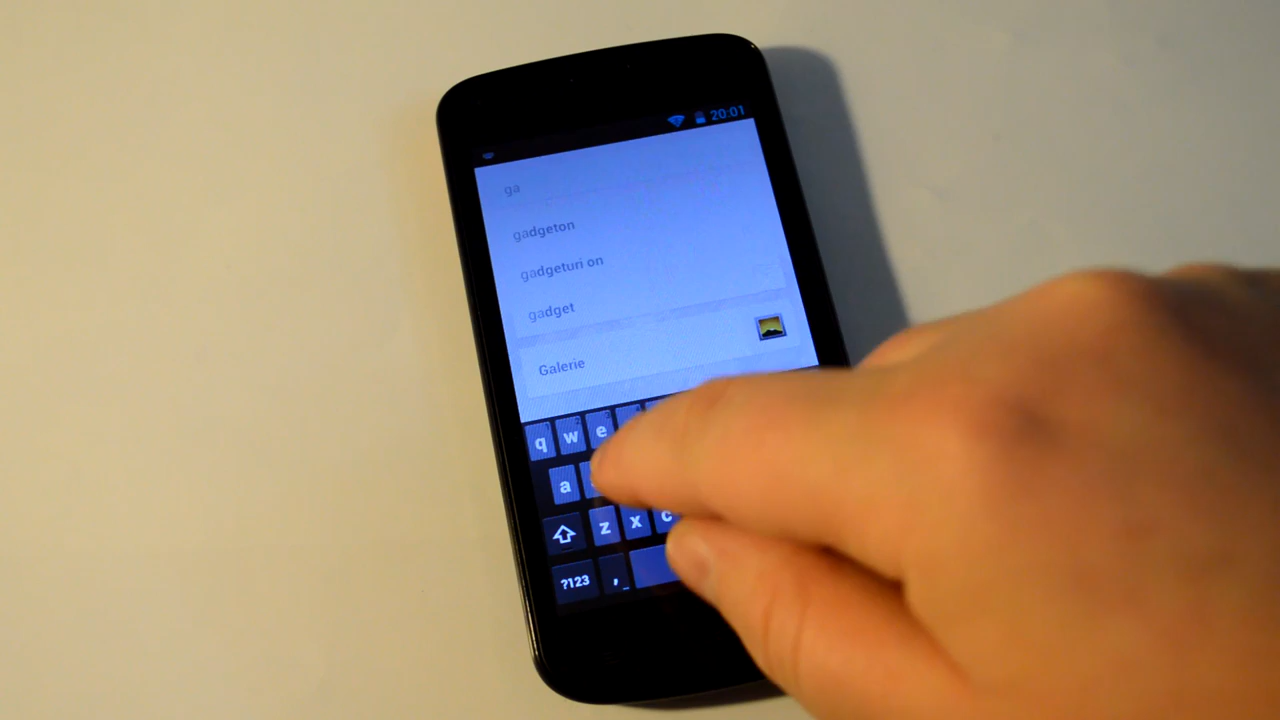 20:01
ga
gadgeton
gadgeturi on
gadget
Galerie
q w e
a
z x c
?123 ,